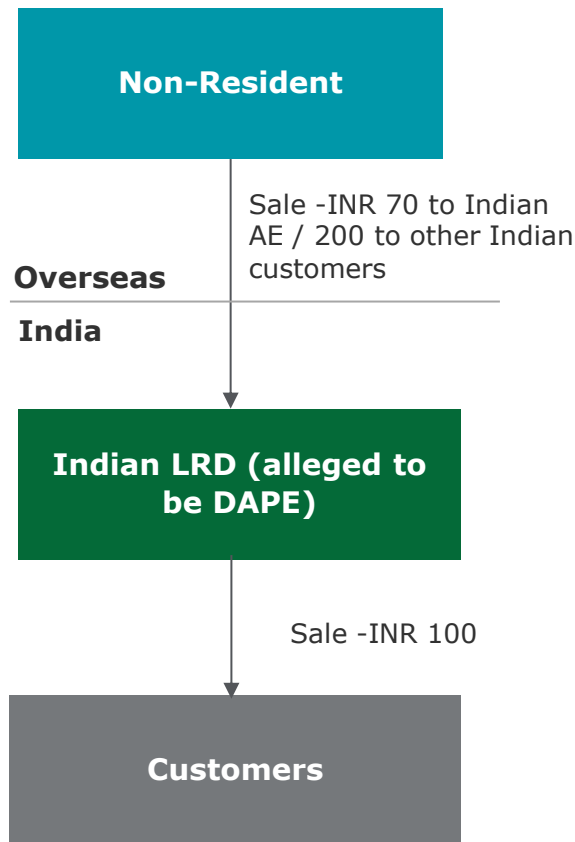 Non-Resident
Sale -INR 70 to Indian
AE / 200 to other Indian
customers
Overseas
India
Indian LRD (alleged to
be DAPE)
Sale -INR 100
Customers